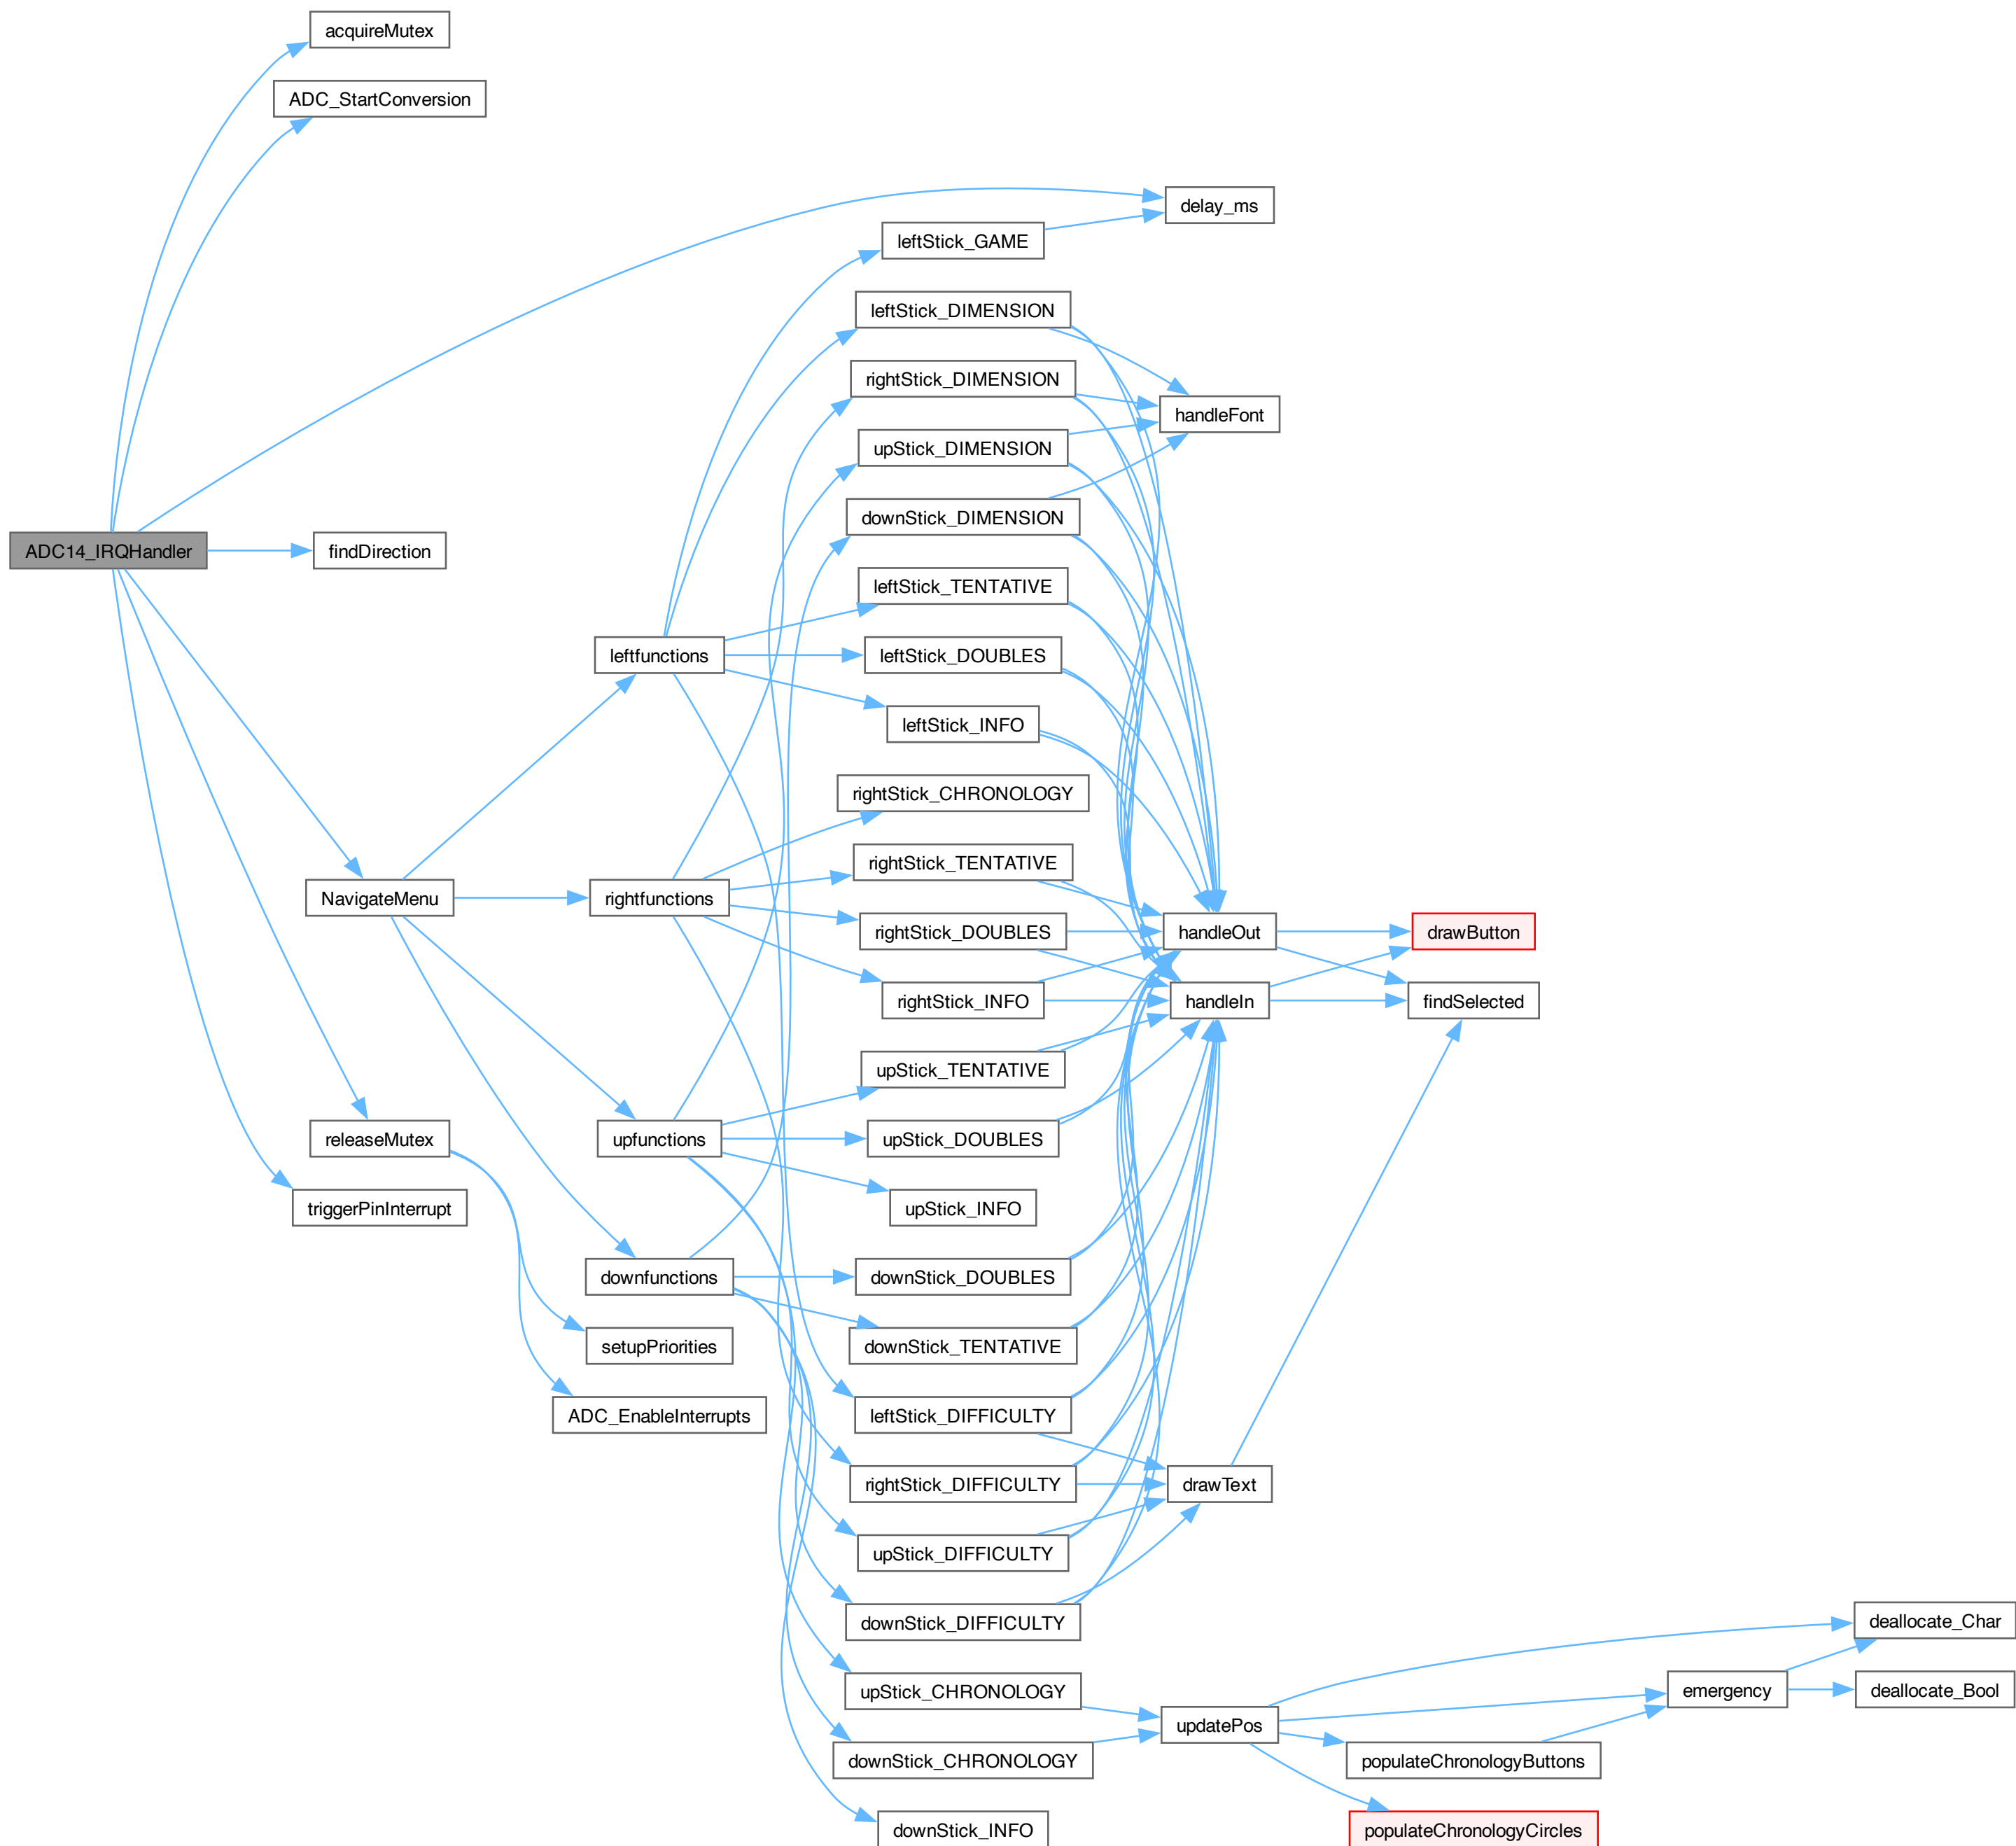 acquireMutex
ADC_StartConversion
delay_ms
leftStick_GAME
leftStick_DIMENSION
rightStick_DIMENSION
handleFont
upStick_DIMENSION
downStick_DIMENSION
ADC14_IRQHandler
findDirection
leftStick_TENTATIVE
leftfunctions
leftStick_DOUBLES
leftStick_INFO
rightStick_CHRONOLOGY
rightStick_TENTATIVE
NavigateMenu
rightfunctions
rightStick_DOUBLES
handleOut
drawButton
rightStick_INFO
handleIn
findSelected
upStick_TENTATIVE
releaseMutex
upfunctions
upStick_DOUBLES
triggerPinInterrupt
upStick_INFO
downfunctions
downStick_DOUBLES
setupPriorities
downStick_TENTATIVE
ADC_EnableInterrupts
leftStick_DIFFICULTY
rightStick_DIFFICULTY
drawText
upStick_DIFFICULTY
downStick_DIFFICULTY
deallocate_Char
upStick_CHRONOLOGY
emergency
deallocate_Bool
updatePos
downStick_CHRONOLOGY
populateChronologyButtons
downStick_INFO
populateChronologyCircles